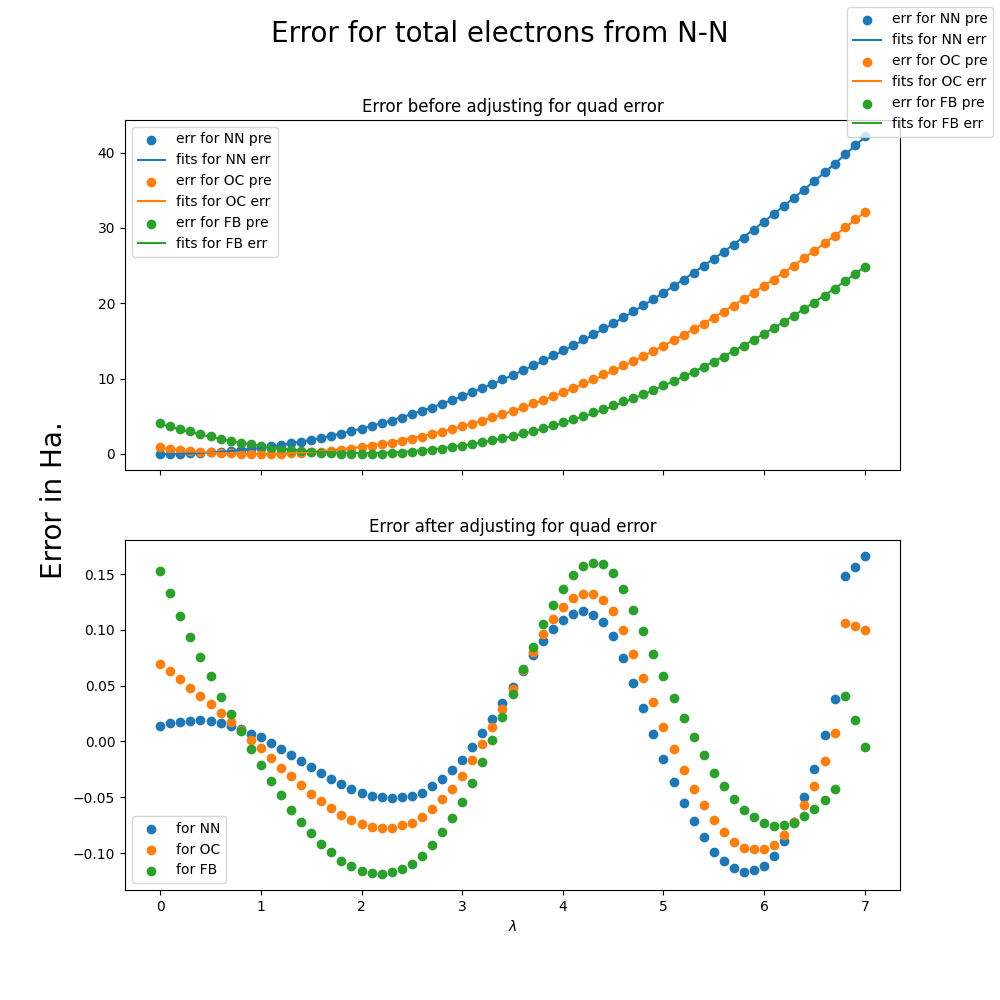 Error for total electrons from N-N
err for NN pre
fits for NN err
err for OC pre
fits for OC err
err for FB pre
fits for FB err
Error before adjusting for quad error
err for NN pre
fits for NN err
err for OC pre
fits for OC err
err for FB pre
fits for FB err
40
30
20
10
0
Error in Ha.
Error after adjusting for quad error
0.15
0.10
0.05
0.00
−0.05
−0.10
for NN
for OC
for FB
0 1 2 3 4 5 6 7
λ